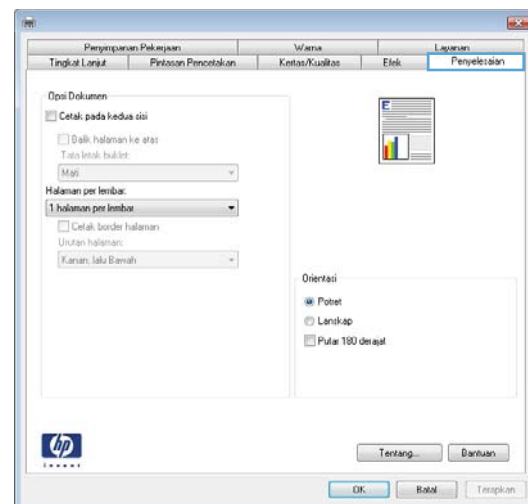 Penyimpanan Pekerjaan Warna Layanan
Tingkat Lanjut Pintasan Pencetakan Kertas/Kualitas Efek Penyelesaian
Opsi Dokumen
Cetak pada kedua sisi
Balik halaman ke atas
Tata letak buklet:
Mati
Halaman per lembar:
1 halaman per lembar
Cetak border halaman
Urutan halaman:
Kanan, lalu Bawah
E
Orientasi
Potret
Lanskap
Putar 180 derajat
hp
invent
Tentang... Bantuan
OK Batal Terapkan